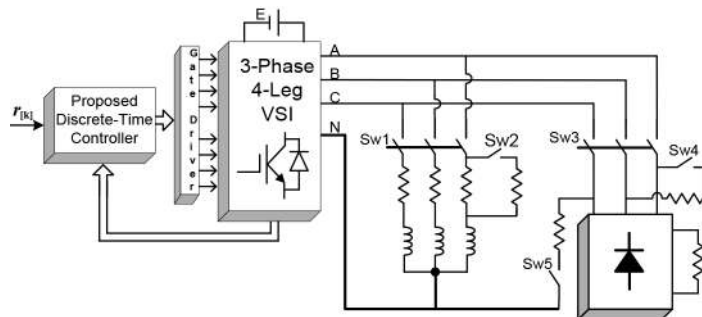 E
Gate Driver
3-Phase
4-Leg
VSI
A
B
C
N
r[k]
Proposed
Discrete-Time
Controller
Sw1
Sw2
Sw3
Sw4
Sw5